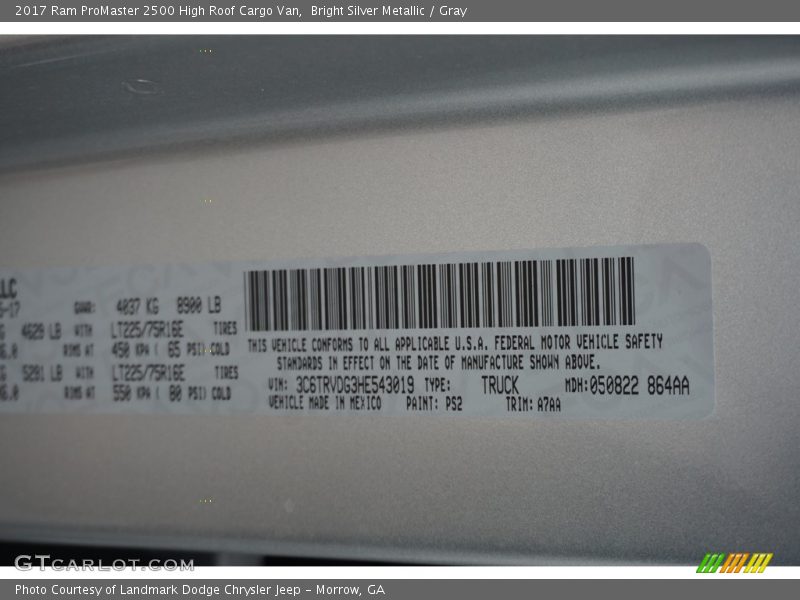 2017 Ram ProMaster 2500 High Roof Cargo Van, Bright Silver Metallic / Gray
LLC
-17 GVWR: 4037 KG 8900 LB
4629 LB WITH LT225/75R16E TIRES
RIMS AT 450 KPA ( 65 PSI) COLD
5281 LB WITH LT225/75R16E TIRES
RIMS AT 550 KPA ( 80 PSI) COLD
THIS VEHICLE CONFORMS TO ALL APPLICABLE U.S.A. FEDERAL MOTOR VEHICLE SAFETY
STANDARDS IN EFFECT ON THE DATE OF MANUFACTURE SHOWN ABOVE.
VIN: 3C6TRVDG3HE543019 TYPE: TRUCK MDH:050822 864AA
VEHICLE MADE IN MEXICO PAINT: PS2 TRIM: A7AA
GTCARLOT.COM
Photo Courtesy of Landmark Dodge Chrysler Jeep - Morrow, GA